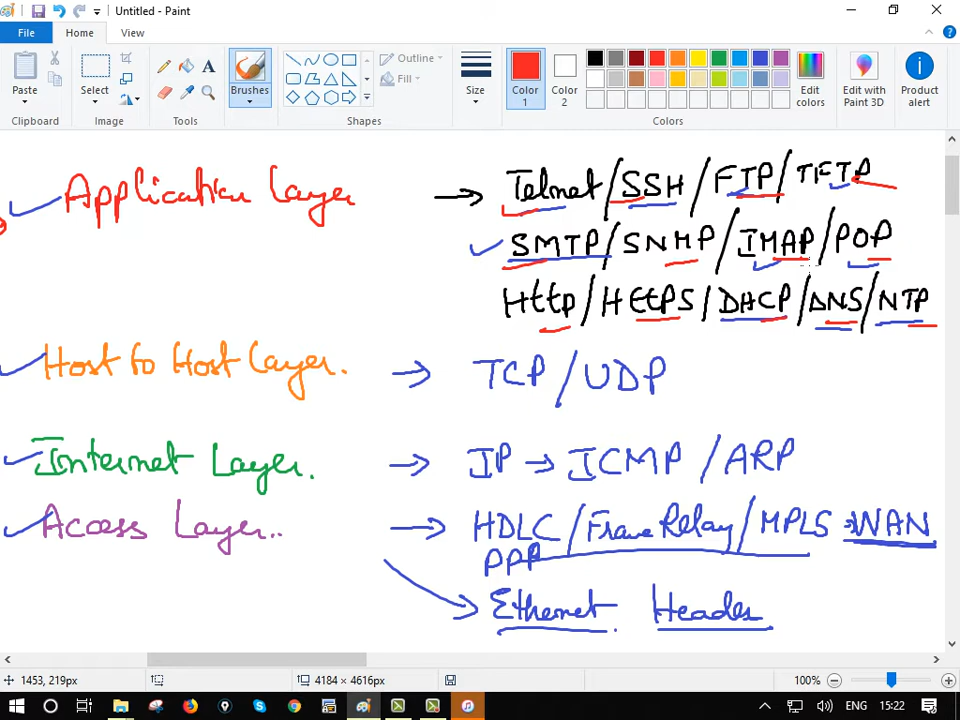 Untitled - Paint
File Home View
Paste
Select
Brushes
Outline
Fill
Size
Color 1
Color 2
Edit colors
Edit with Paint 3D
Product alert
Clipboard Image Tools Shapes Colors
Application Layer → Telnet/SSH/FTP/TFTP
SMTP/SNMP/IMAP/POP
Http/HttpS/DHCP/DNS/NTP
Host to Host Layer. → TCP/UDP
Internet Layer. → IP → ICMP/ARP
Access Layer.. → HDLC/Frame Relay/MPLS WAN
PPP
→ Ethernet Header
1453, 219px 4184 × 4616px 100%
ENG 15:22